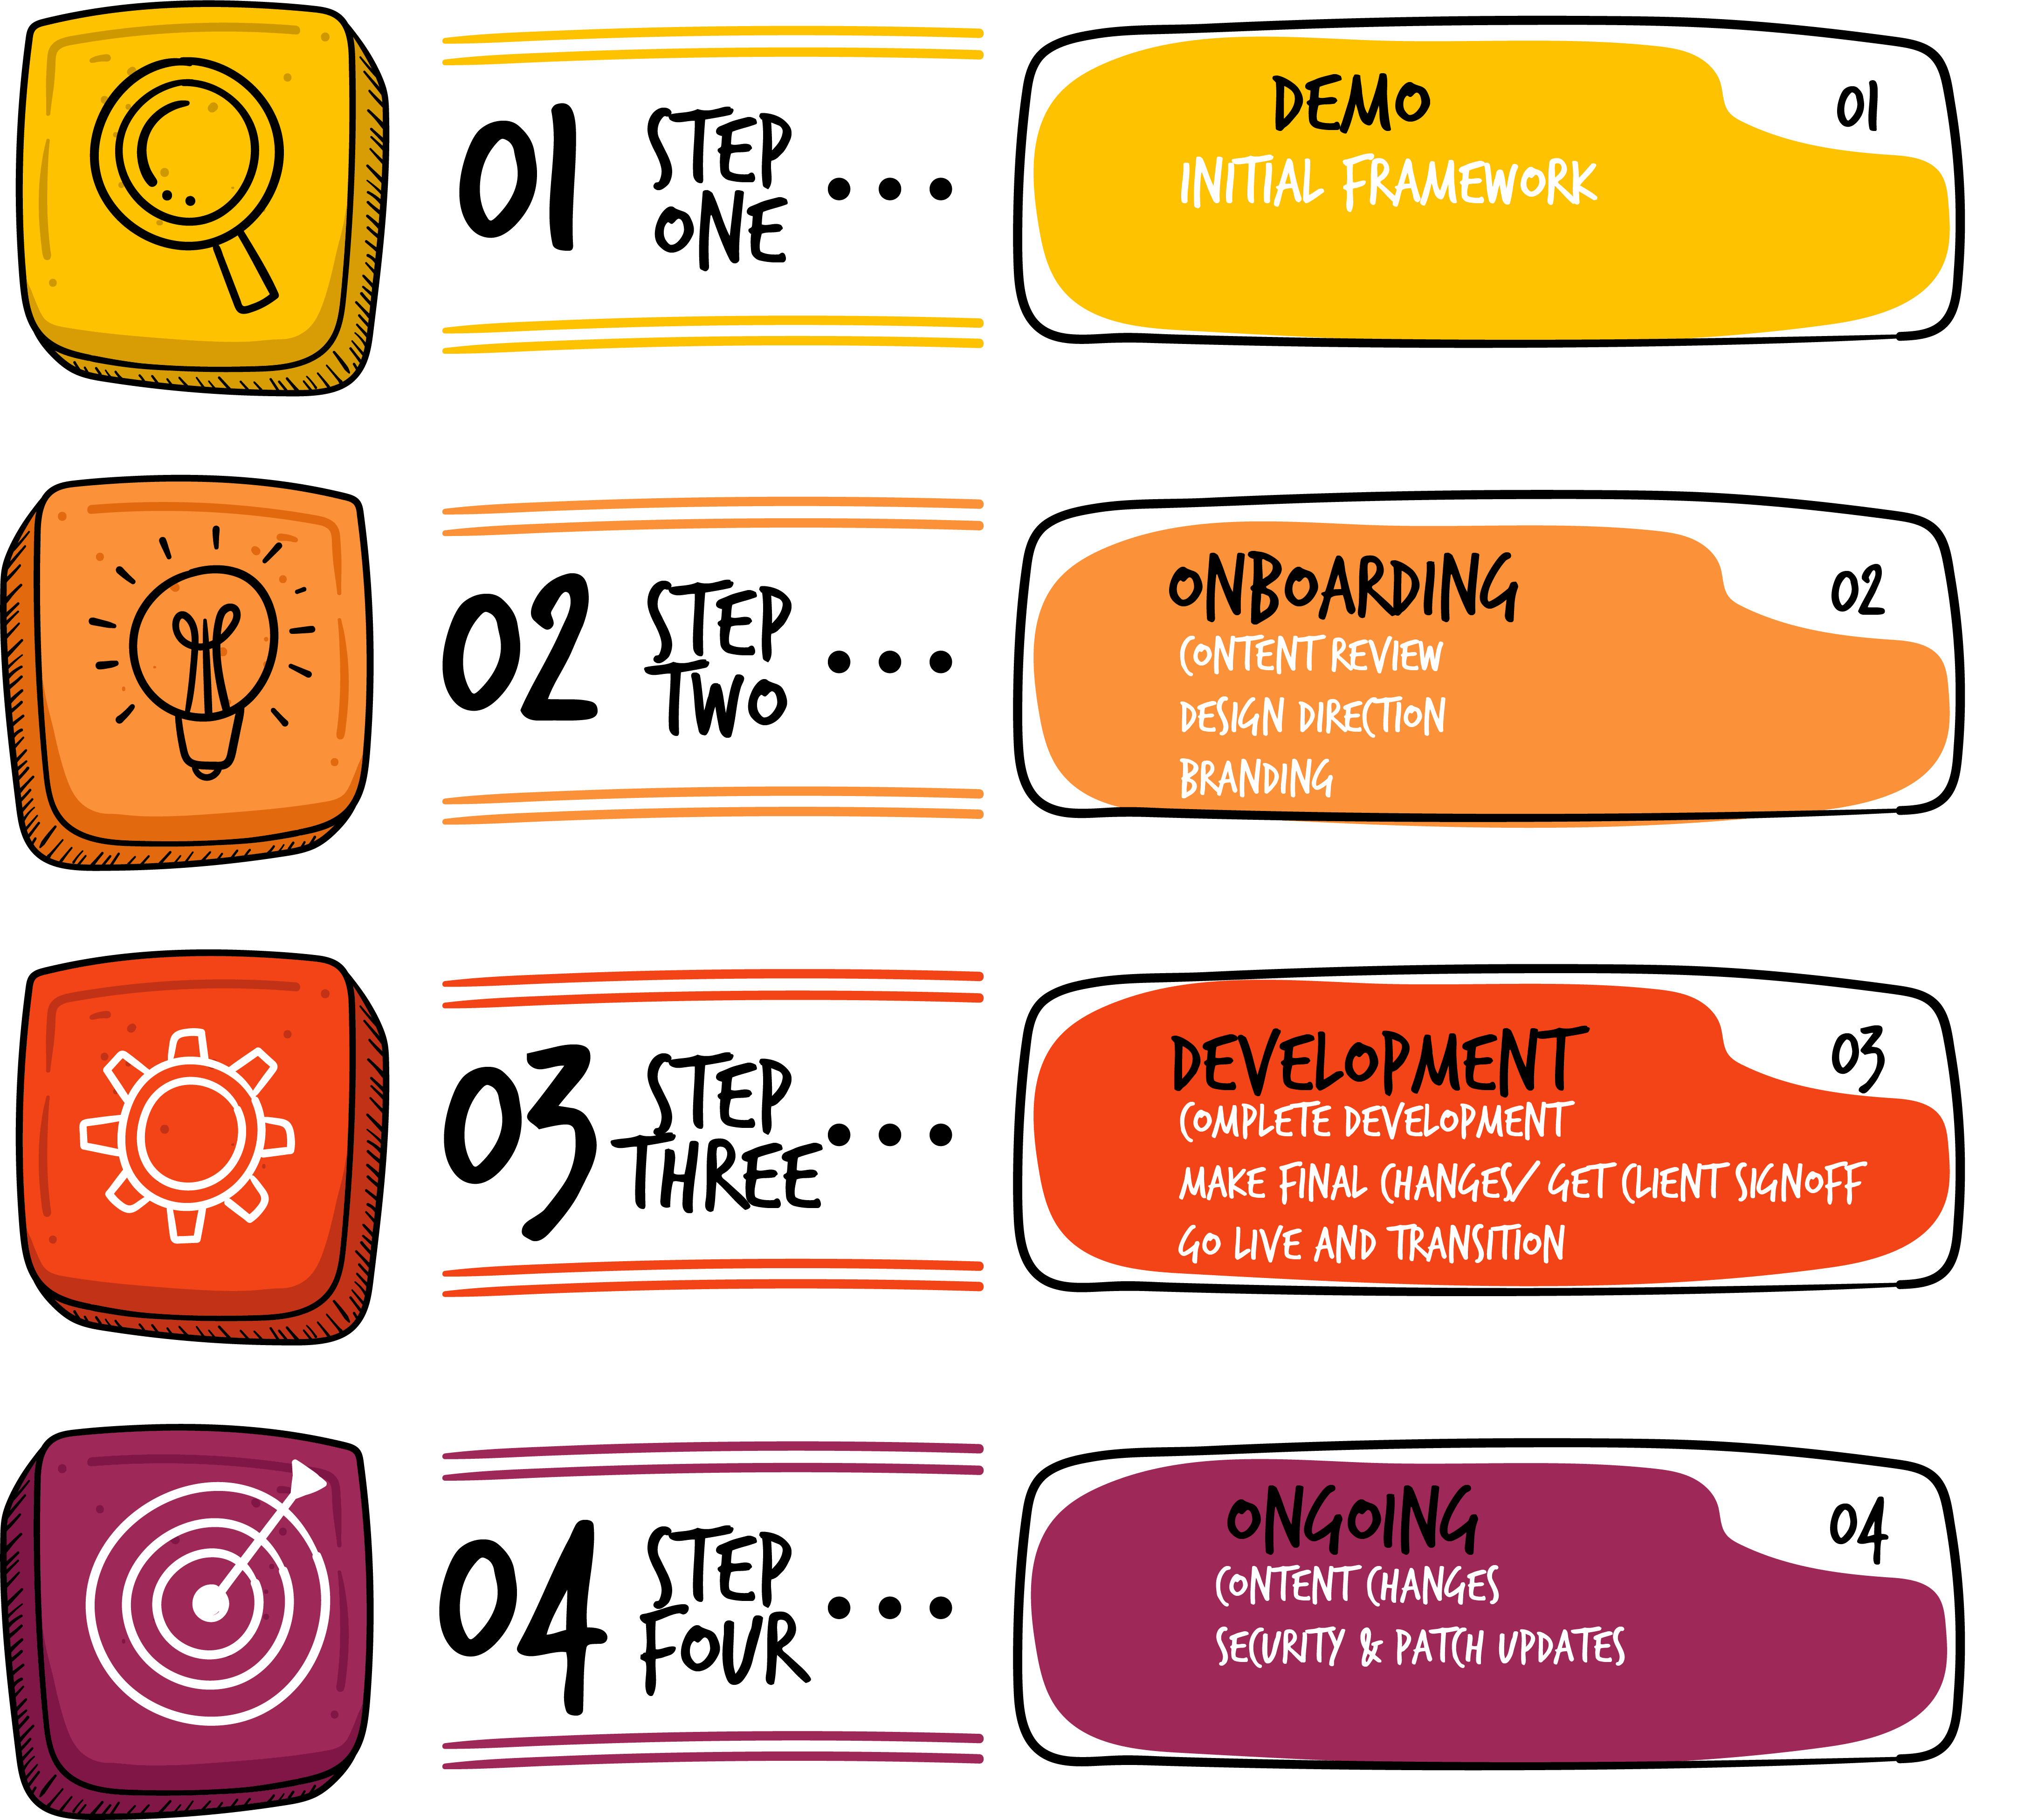 01
STEP
ONE
DEMO
01
INITIAL FRAMEWORK
02
STEP
TWO
ONBOARDING
02
CONTENT REVIEW
DESIGN DIRECTION
BRANDING
03
STEP
THREE
DEVELOPMENT
03
COMPLETE DEVELOPMENT
MAKE FINAL CHANGES/ GET CLIENT SIGNOFF
GO LIVE AND TRANSITION
04
STEP
FOUR
ONGOING
04
CONTENT CHANGES
SECURITY & PATCH UPDATES